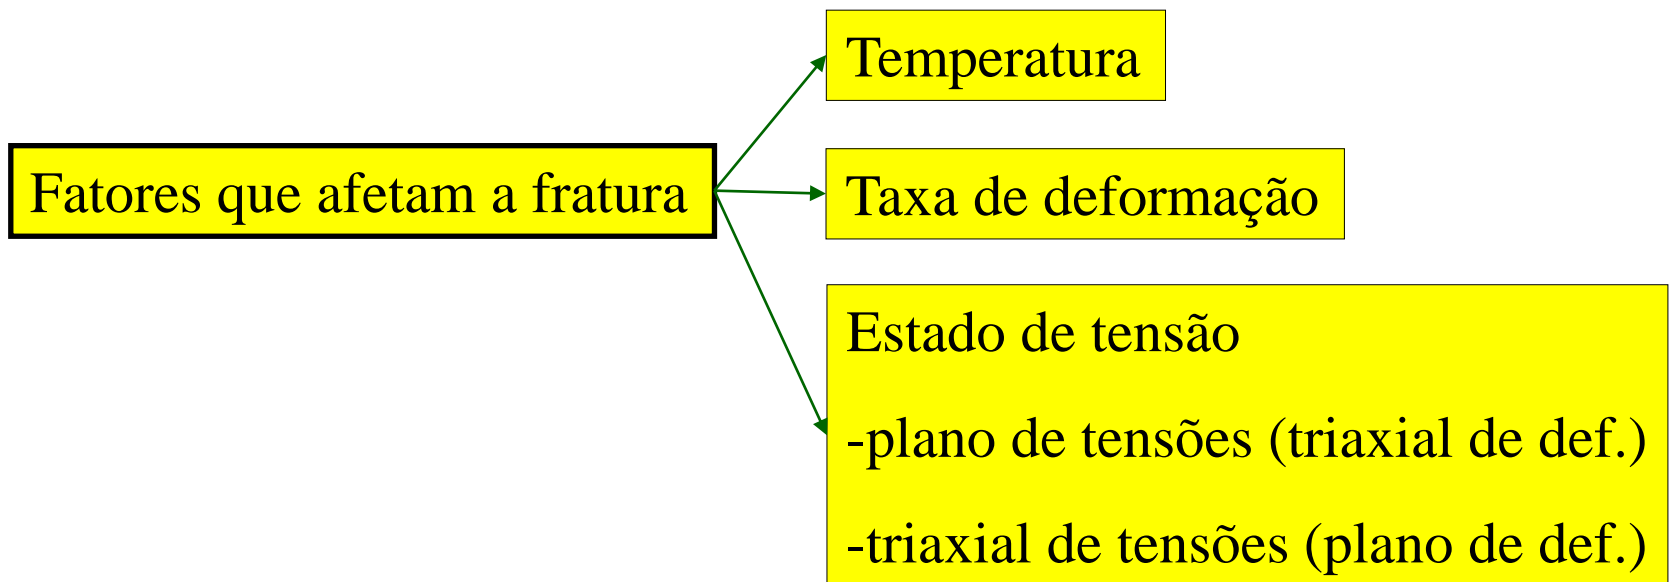 Temperatura
Fatores que afetam a fratura
Taxa de deformação
Estado de tensão
-plano de tensões (triaxial de def.)
-triaxial de tensões (plano de def.)